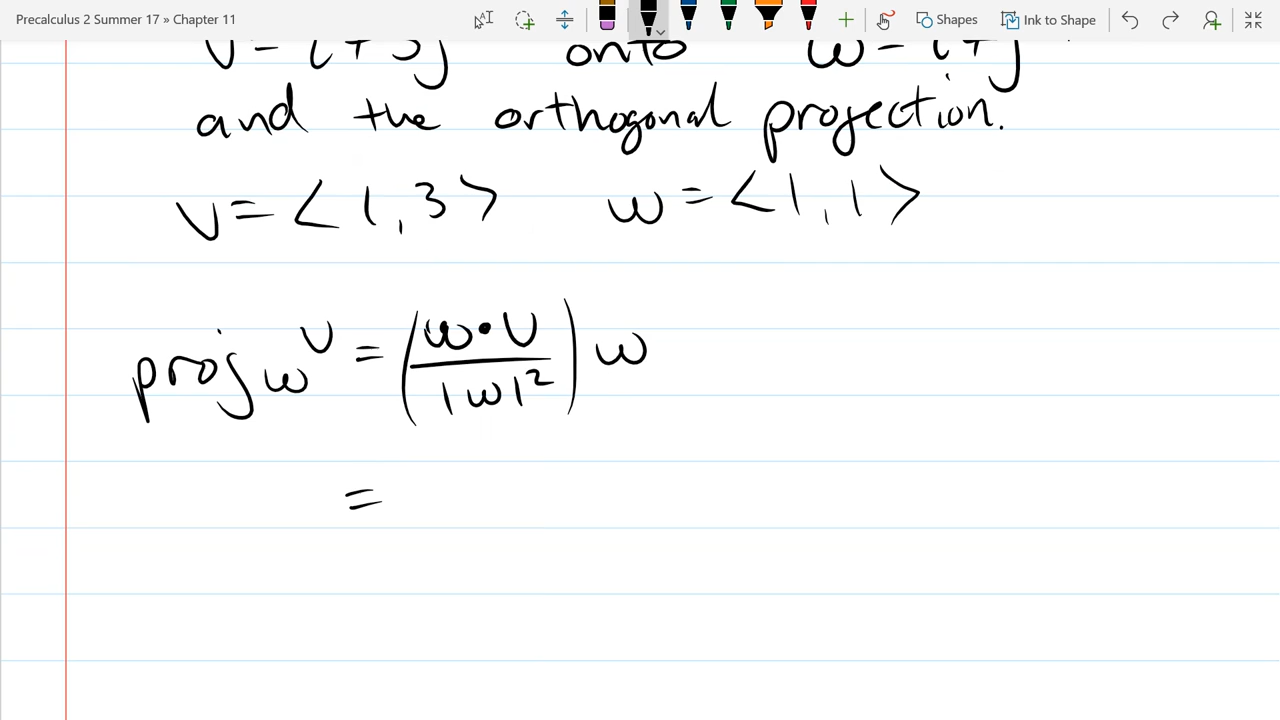 Precalculus 2 Summer 17 » Chapter 11
Shapes
Ink to Shape
v = i + 3j onto w = i + j
and the orthogonal projection.
v = < 1, 3 > w = < 1, 1 >
proj_w v = (w • v / |w|²) w
=